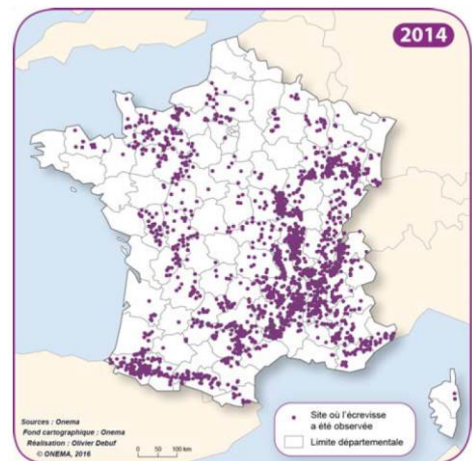 2014
Sources : Onema
Fond cartographique : Onema
Réalisation : Olivier Debuf
© ONEMA, 2016
0 50 100 km
Site où l'écrevisse
a été observée
Limite départementale